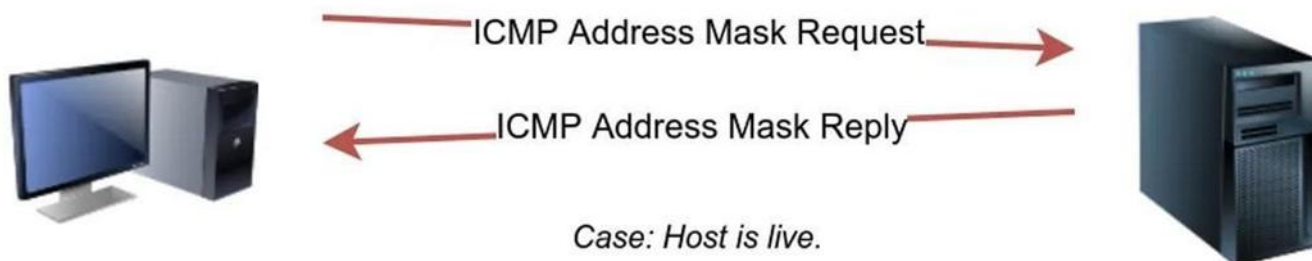 ICMP Address Mask Request
ICMP Address Mask Reply
Case: Host is live.